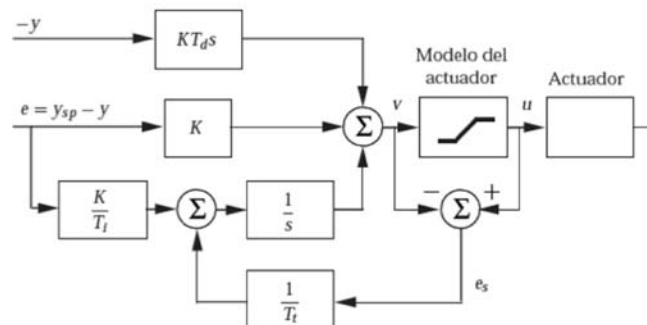 −y
KT_d s
Modelo del
actuador
Actuador
e = y_sp − y
K
Σ
v
u
K/T_i
Σ
1/s
−
Σ
+
1/T_t
e_s